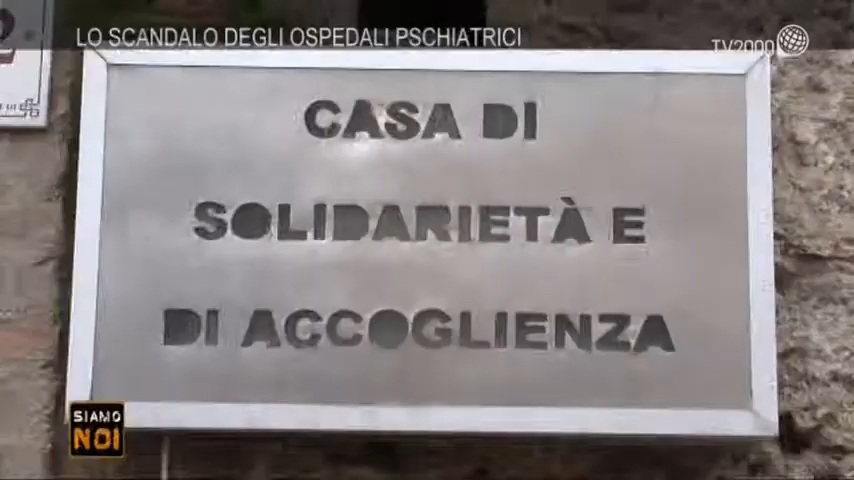 LO SCANDALO DEGLI OSPEDALI PSCHIATRICI
TV2000
CASA DI
SOLIDARIETÀ E
DI ACCOGLIENZA
SIAMO
NOI